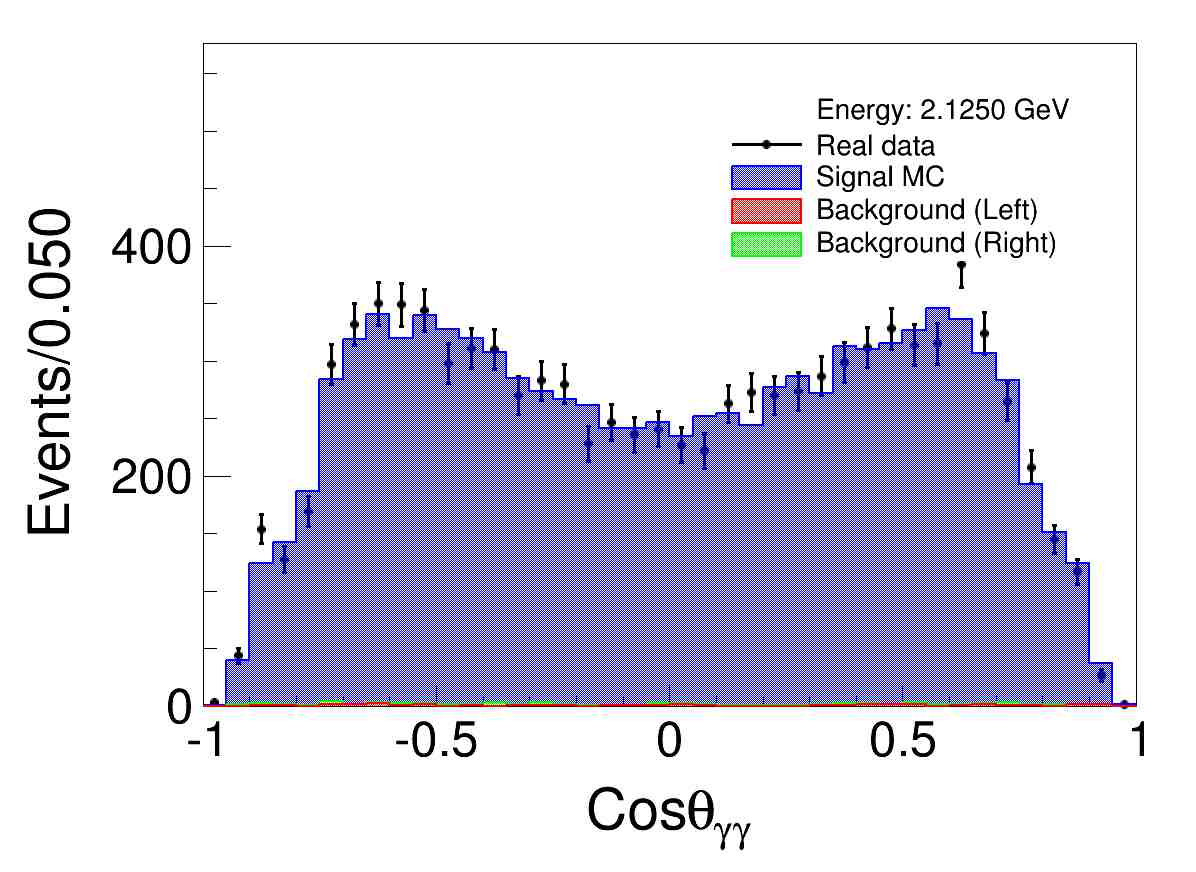 Energy: 2.1250 GeV
Real data
Signal MC
Background (Left)
Background (Right)
Events/0.050
400
200
0
-1
-0.5
0
0.5
1
Cosθγγ